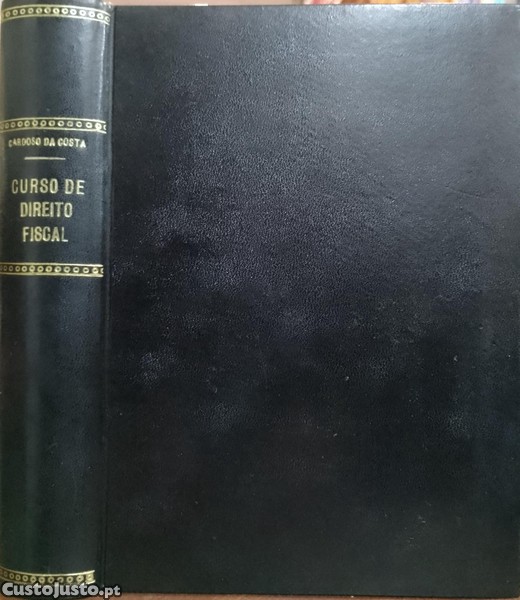 CARDOSO DA COSTA
CURSO DE
DIREITO
FISCAL
CustoJusto.pt